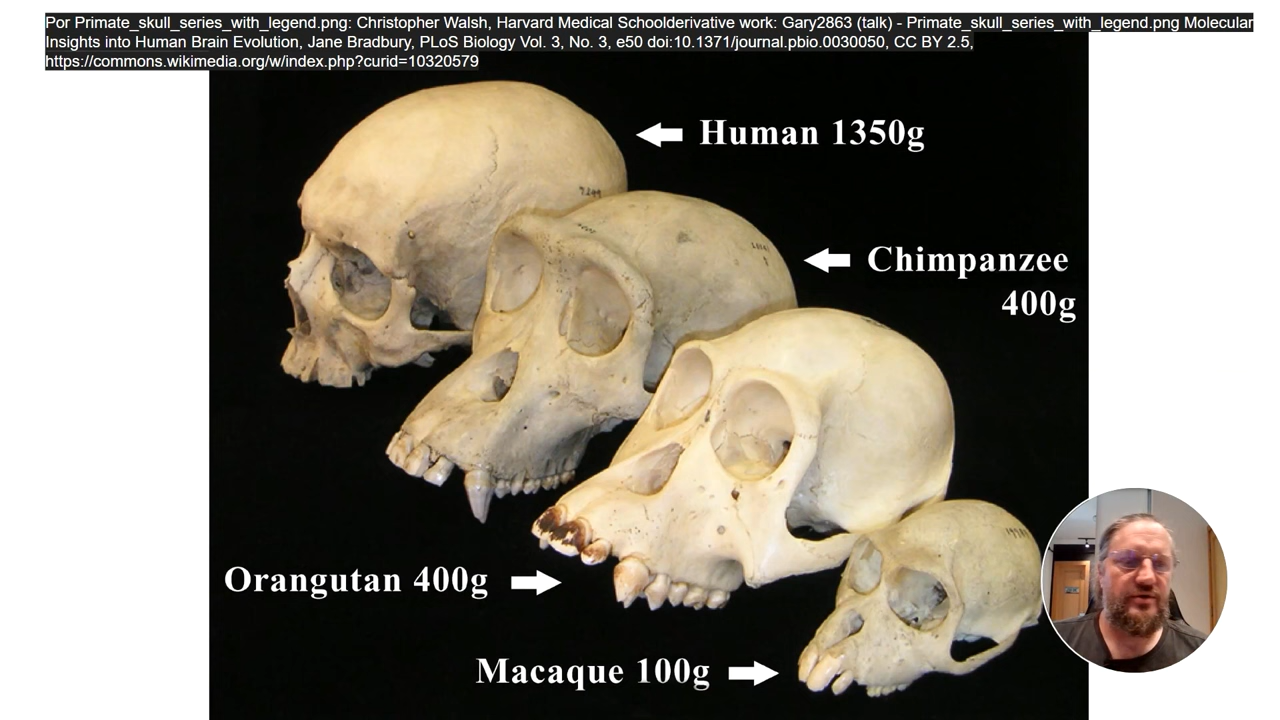 Por Primate_skull_series_with_legend.png: Christopher Walsh, Harvard Medical Schoolderivative work: Gary2863 (talk) - Primate_skull_series_with_legend.png Molecular
Insights into Human Brain Evolution, Jane Bradbury, PLoS Biology Vol. 3, No. 3, e50 doi:10.1371/journal.pbio.0030050, CC BY 2.5,
https://commons.wikimedia.org/w/index.php?curid=10320579
Human 1350g
Chimpanzee
400g
Orangutan 400g
Macaque 100g